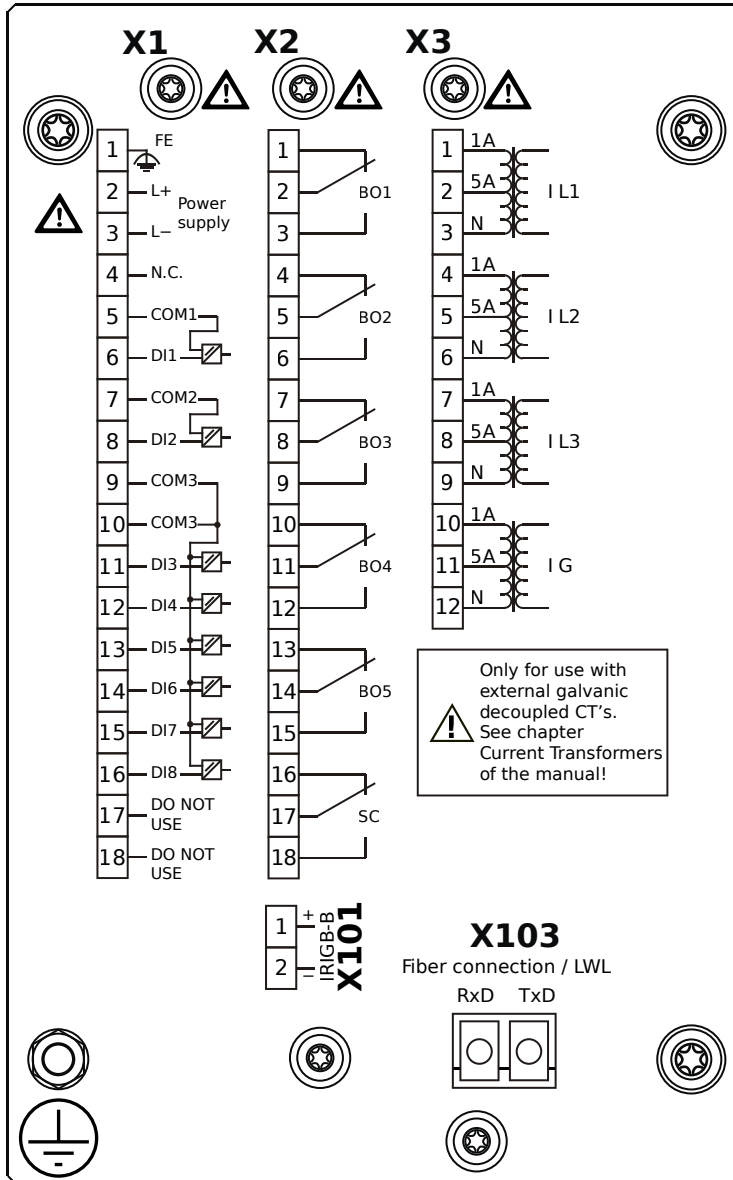 X1
X2
X3
1 FE
2 L+
Power
supply
3 L−
4 N.C.
5 COM1
6 DI1
7 COM2
8 DI2
9 COM3
10 COM3
11 DI3
12 DI4
13 DI5
14 DI6
15 DI7
16 DI8
17 DO NOT
USE
18 DO NOT
USE
1
2 BO1
3
4
5 BO2
6
7
8 BO3
9
10
11 BO4
12
13
14 BO5
15
16
17 SC
18
1 1A
2 5A I L1
3 N
4 1A
5 5A I L2
6 N
7 1A
8 5A I L3
9 N
10 1A
11 5A I G
12 N
Only for use with
external galvanic
decoupled CT's.
See chapter
Current Transformers
of the manual!
1 +
2 −
IRIGB-B
X101
X103
Fiber connection / LWL
RxD TxD